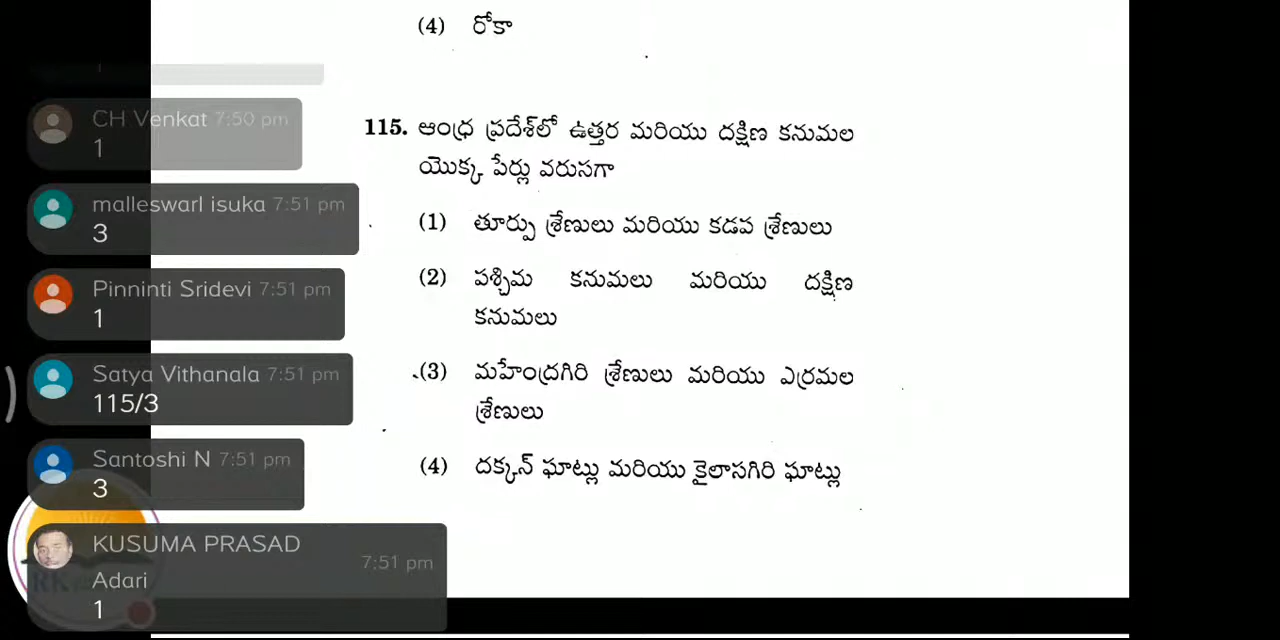 (4) రోకా
CH Venkat 7:50 pm
1
malleswarl isuka 7:51 pm
3
Pinninti Sridevi 7:51 pm
1
Satya Vithanala 7:51 pm
115/3
Santoshi N 7:51 pm
3
KUSUMA PRASAD
Adari 7:51 pm
1
115. ఆంధ్ర ప్రదేశ్‌లో ఉత్తర మరియు దక్షిణ కనుమల
యొక్క పేర్లు వరుసగా
(1) తూర్పు శ్రేణులు మరియు కడవ శ్రేణులు
(2) పశ్చిమ కనుమలు మరియు దక్షిణ
కనుమలు
(3) మహేంద్రగిరి శ్రేణులు మరియు ఎర్రమల
శ్రేణులు
(4) దక్కన్ ఘాట్లు మరియు కైలాసగిరి ఘాట్లు